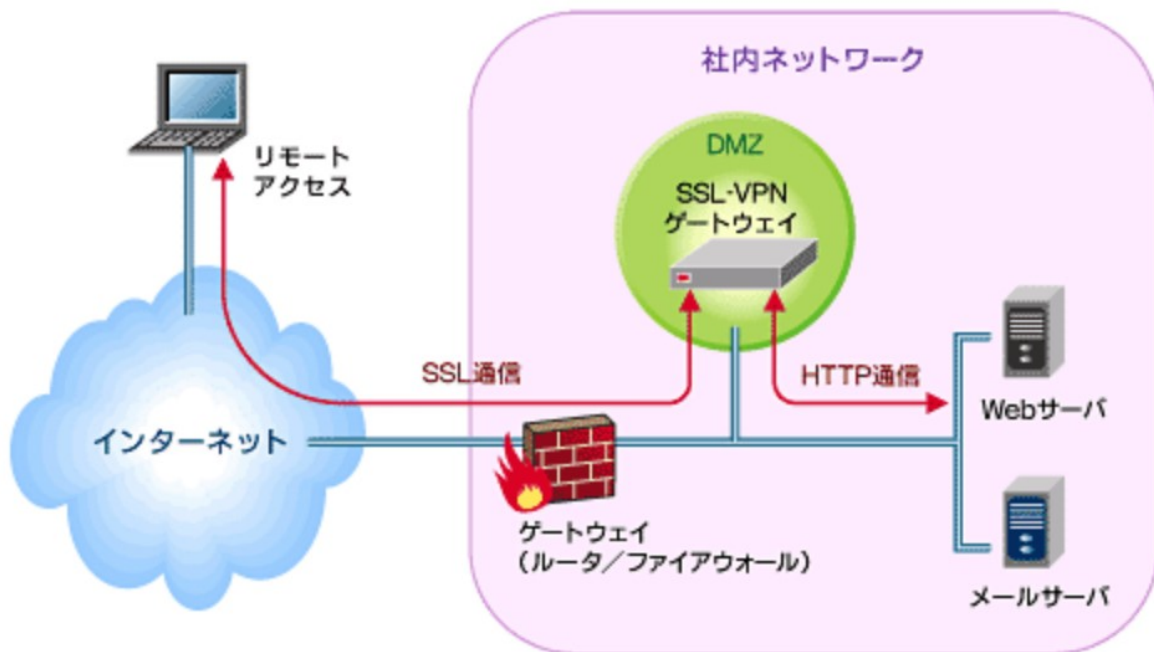 社内ネットワーク
リモート
アクセス
DMZ
SSL-VPN
ゲートウェイ
SSL通信
HTTP通信
Webサーバ
インターネット
ゲートウェイ
(ルータ/ファイアウォール)
メールサーバ